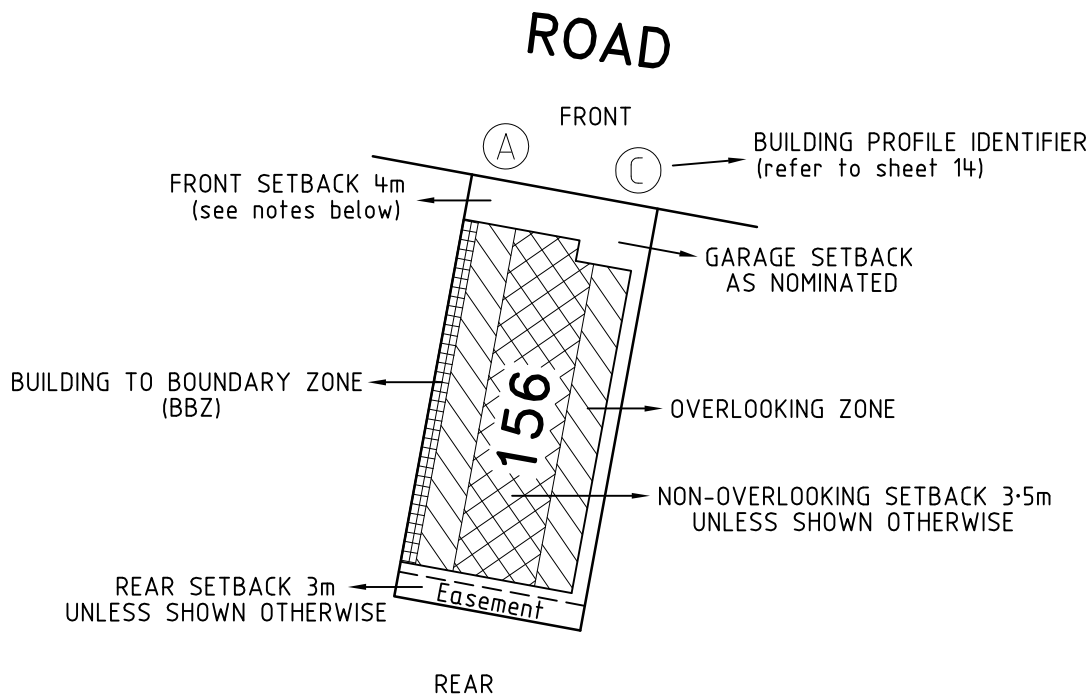 ROAD
FRONT
A
C
BUILDING PROFILE IDENTIFIER
(refer to sheet 14)
FRONT SETBACK 4m
(see notes below)
GARAGE SETBACK
AS NOMINATED
BUILDING TO BOUNDARY ZONE
(BBZ)
156
OVERLOOKING ZONE
NON-OVERLOOKING SETBACK 3·5m
UNLESS SHOWN OTHERWISE
REAR SETBACK 3m
UNLESS SHOWN OTHERWISE
Easement
REAR